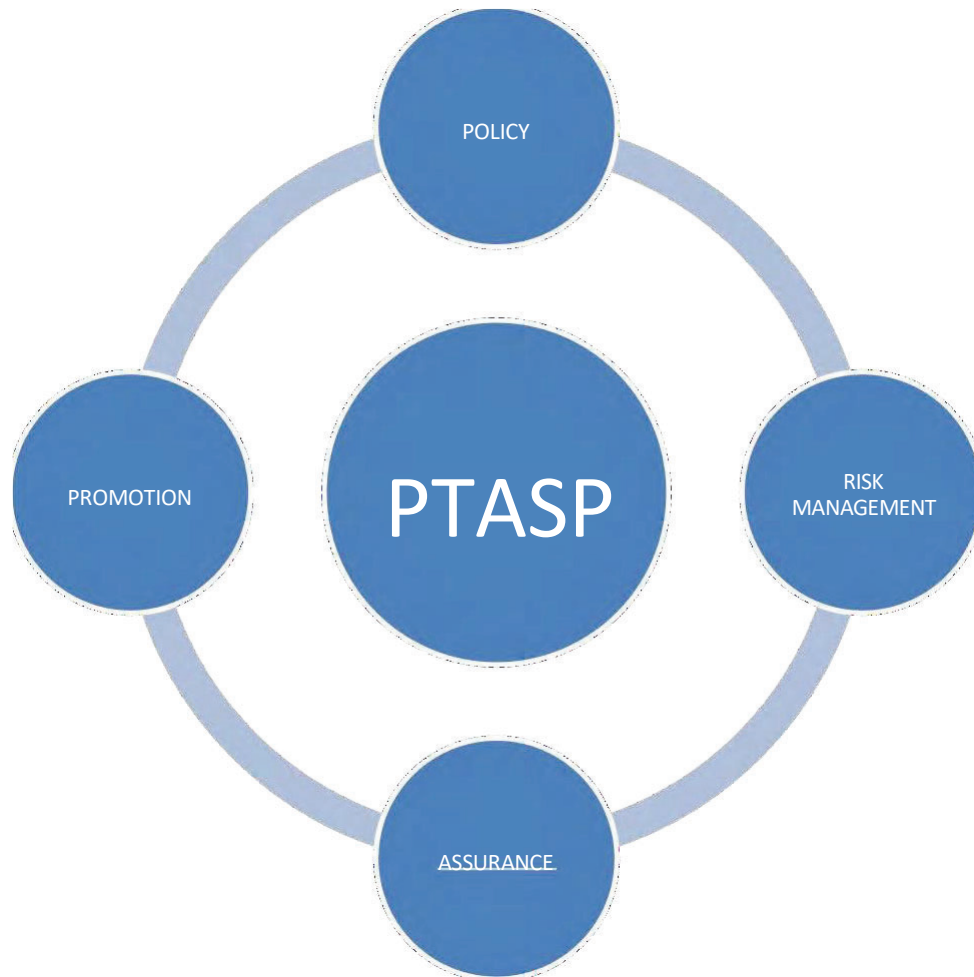 POLICY
PROMOTION
PTASP
RISK
MANAGEMENT
ASSURANCE